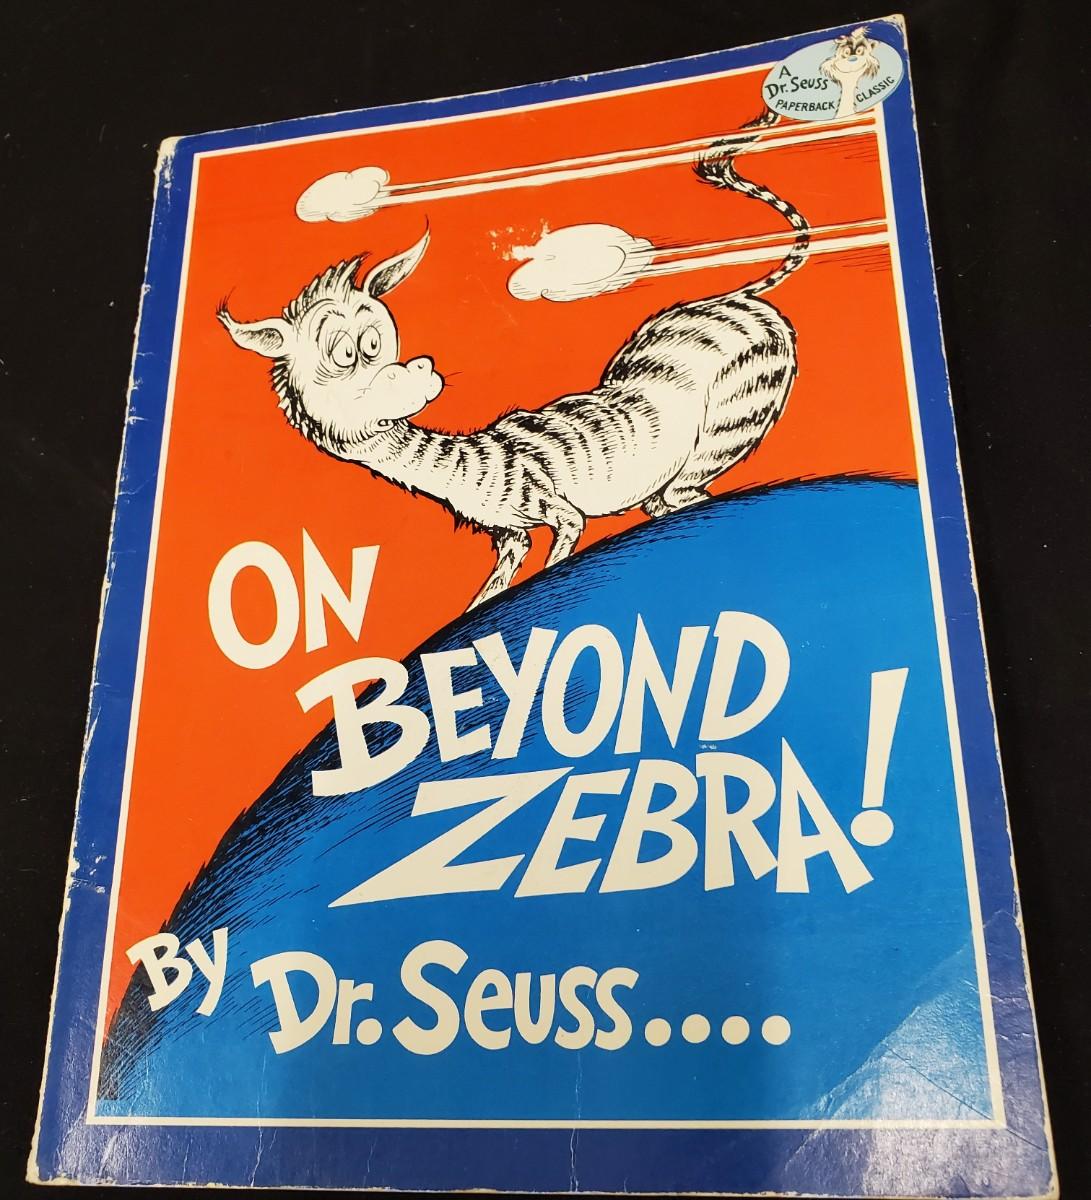 A
Dr. Seuss
PAPERBACK CLASSIC
ON
BEYOND
ZEBRA!
By Dr. Seuss....